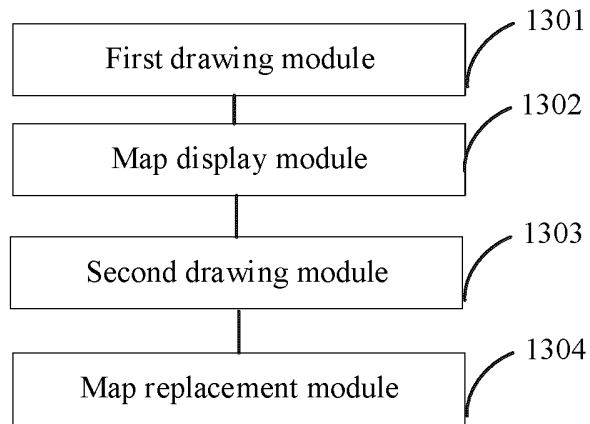 1301
First drawing module
1302
Map display module
1303
Second drawing module
1304
Map replacement module